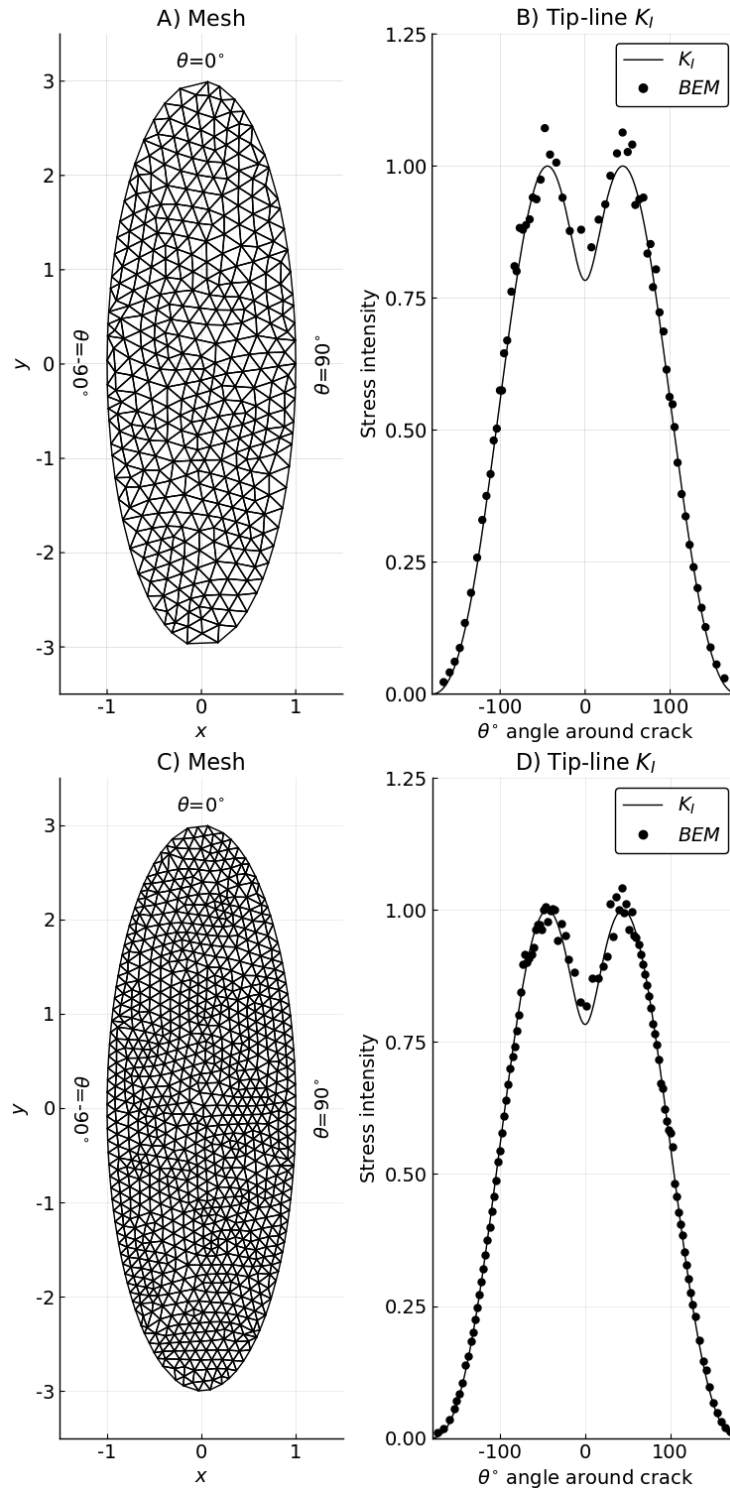 A) Mesh
θ=0°
3
2
1
0
-1
-2
-3
y
θ=-90°
θ=90°
-1
0
1
x
B) Tip-line K_I
K_I
BEM
1.25
1.00
0.75
0.50
0.25
0.00
Stress intensity
-100
0
100
θ° angle around crack
C) Mesh
θ=0°
3
2
1
0
-1
-2
-3
y
θ=-90°
θ=90°
-1
0
1
x
D) Tip-line K_I
K_I
BEM
1.25
1.00
0.75
0.50
0.25
0.00
Stress intensity
-100
0
100
θ° angle around crack